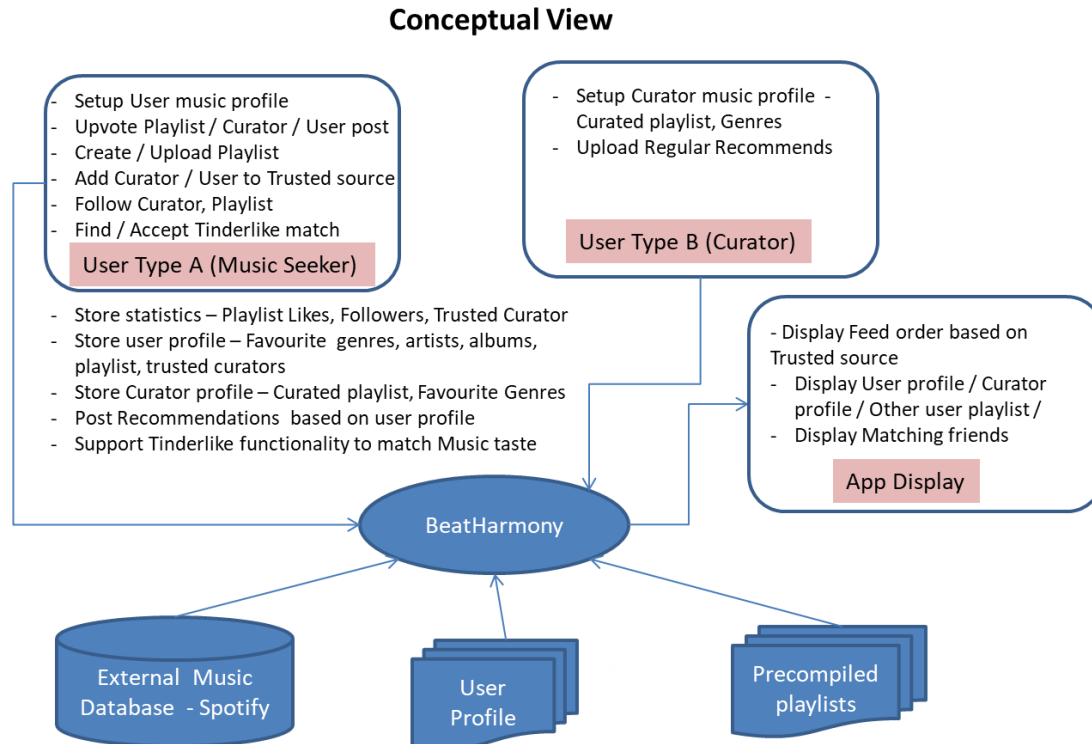 Conceptual View
- Setup User music profile
- Upvote Playlist / Curator / User post
- Create / Upload Playlist
- Add Curator / User to Trusted source
- Follow Curator, Playlist
- Find / Accept Tinderlike match
User Type A (Music Seeker)
- Setup Curator music profile -
Curated playlist, Genres
- Upload Regular Recommends
User Type B (Curator)
- Store statistics – Playlist Likes, Followers, Trusted Curator
- Store user profile – Favourite genres, artists, albums,
playlist, trusted curators
- Store Curator profile – Curated playlist, Favourite Genres
- Post Recommendations based on user profile
- Support Tinderlike functionality to match Music taste
- Display Feed order based on
Trusted source
- Display User profile / Curator
profile / Other user playlist /
- Display Matching friends
App Display
BeatHarmony
External Music
Database - Spotify
User
Profile
Precompiled
playlists